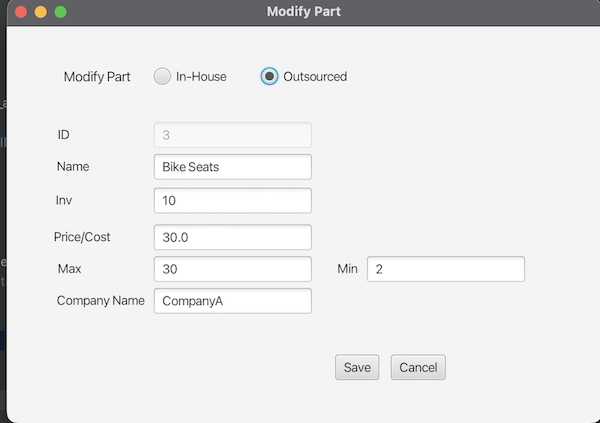 Modify Part
Modify Part In-House Outsourced
ID 3
Name Bike Seats
Inv 10
Price/Cost 30.0
Max 30 Min 2
Company Name CompanyA
Save Cancel